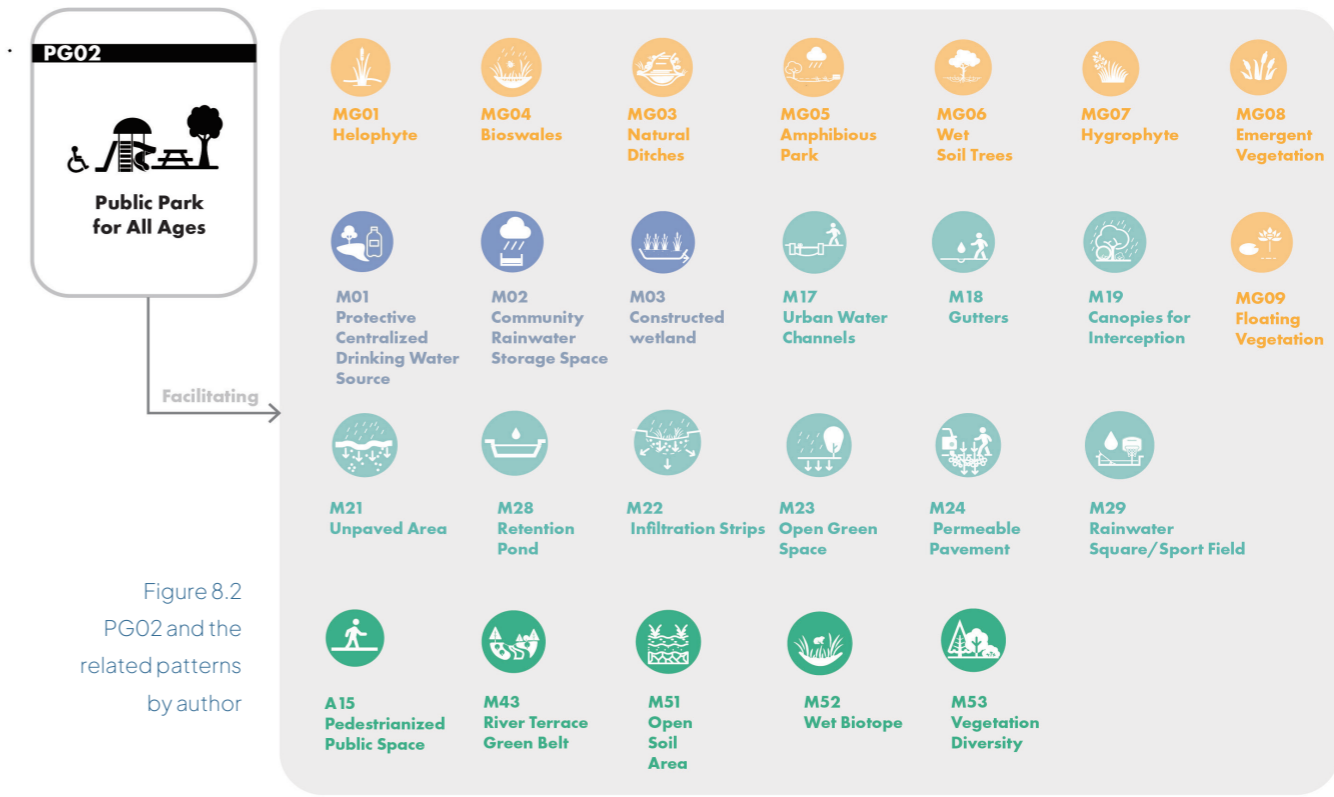 PG02
Public Park
for All Ages
Facilitating
MG01
Helophyte
MG04
Bioswales
MG03
Natural
Ditches
MG05
Amphibious
Park
MG06
Wet
Soil Trees
MG07
Hygrophyte
MG08
Emergent
Vegetation
M01
Protective
Centralized
Drinking Water
Source
M02
Community
Rainwater
Storage Space
M03
Constructed
wetland
M17
Urban Water
Channels
M18
Gutters
M19
Canopies for
Interception
MG09
Floating
Vegetation
M21
Unpaved Area
M28
Retention
Pond
M22
Infiltration Strips
M23
Open Green
Space
M24
Permeable
Pavement
M29
Rainwater
Square/Sport Field
A15
Pedestrianized
Public Space
M43
River Terrace
Green Belt
M51
Open
Soil
Area
M52
Wet Biotope
M53
Vegetation
Diversity
Figure 8.2
PG02 and the
related patterns
by author